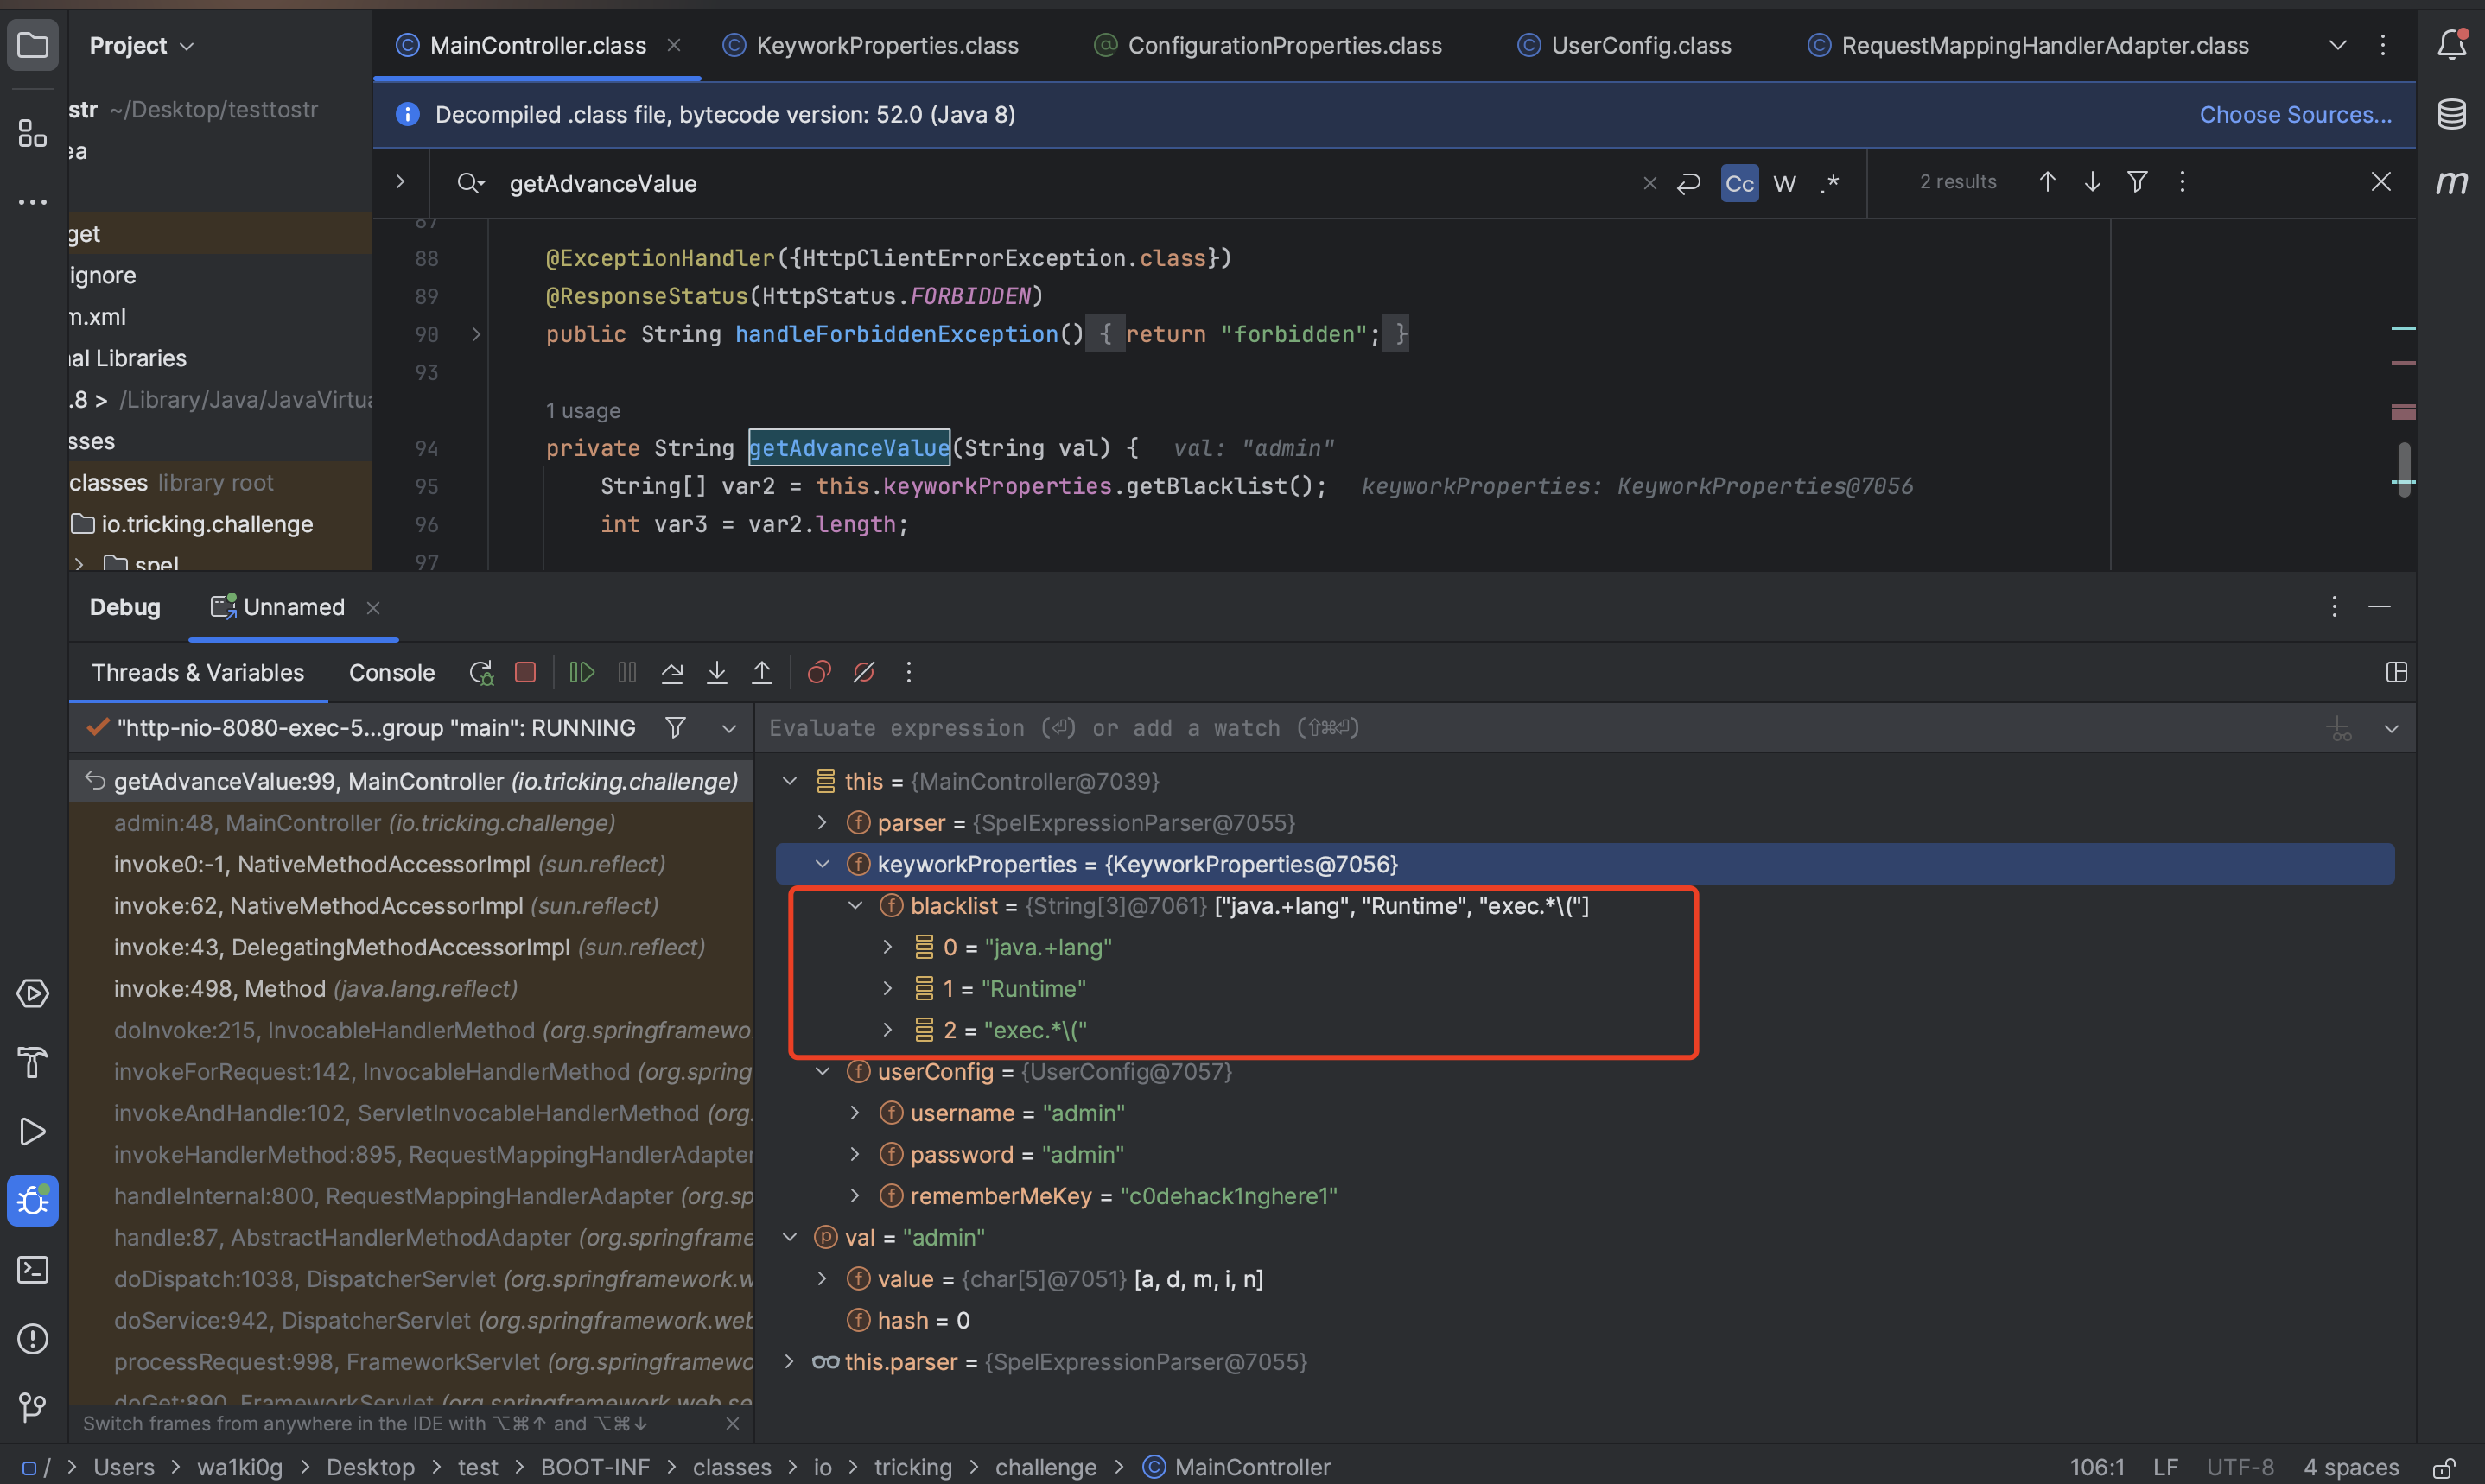 Project
MainController.class
KeyworkProperties.class
ConfigurationProperties.class
UserConfig.class
RequestMappingHandlerAdapter.class
str ~/Desktop/testtostr
ea
get
ignore
m.xml
al Libraries
.8 > /Library/Java/JavaVirtua
sses
classes library root
io.tricking.challenge
spel
Decompiled .class file, bytecode version: 52.0 (Java 8)
Choose Sources...
getAdvanceValue
Cc W .*
2 results
m
87
88 @ExceptionHandler({HttpClientErrorException.class})
89 @ResponseStatus(HttpStatus.FORBIDDEN)
90 public String handleForbiddenException() { return "forbidden"; }
93
1 usage
94 private String getAdvanceValue(String val) { val: "admin"
95 String[] var2 = this.keyworkProperties.getBlacklist(); keyworkProperties: KeyworkProperties@7056
96 int var3 = var2.length;
97
Debug
Unnamed
Threads & Variables
Console
"http-nio-8080-exec-5...group "main": RUNNING
getAdvanceValue:99, MainController (io.tricking.challenge)
admin:48, MainController (io.tricking.challenge)
invoke0:-1, NativeMethodAccessorImpl (sun.reflect)
invoke:62, NativeMethodAccessorImpl (sun.reflect)
invoke:43, DelegatingMethodAccessorImpl (sun.reflect)
invoke:498, Method (java.lang.reflect)
doInvoke:215, InvocableHandlerMethod (org.springframewo
invokeForRequest:142, InvocableHandlerMethod (org.spring
invokeAndHandle:102, ServletInvocableHandlerMethod (org.
invokeHandlerMethod:895, RequestMappingHandlerAdapter
handleInternal:800, RequestMappingHandlerAdapter (org.sp
handle:87, AbstractHandlerMethodAdapter (org.springframe
doDispatch:1038, DispatcherServlet (org.springframework.w
doService:942, DispatcherServlet (org.springframework.web
processRequest:998, FrameworkServlet (org.springframewo
doGet:890, FrameworkServlet (org.springframework.web.se
Switch frames from anywhere in the IDE with ⌥⌘↑ and ⌥⌘↓
Evaluate expression (⏎) or add a watch (⇧⌘⏎)
this = {MainController@7039}
parser = {SpelExpressionParser@7055}
keyworkProperties = {KeyworkProperties@7056}
blacklist = {String[3]@7061} ["java.+lang", "Runtime", "exec.*\("]
0 = "java.+lang"
1 = "Runtime"
2 = "exec.*\("
userConfig = {UserConfig@7057}
username = "admin"
password = "admin"
rememberMeKey = "c0dehack1nghere1"
val = "admin"
value = {char[5]@7051} [a, d, m, i, n]
hash = 0
this.parser = {SpelExpressionParser@7055}
/ > Users > wa1ki0g > Desktop > test > BOOT-INF > classes > io > tricking > challenge > MainController
106:1 LF UTF-8 4 spaces